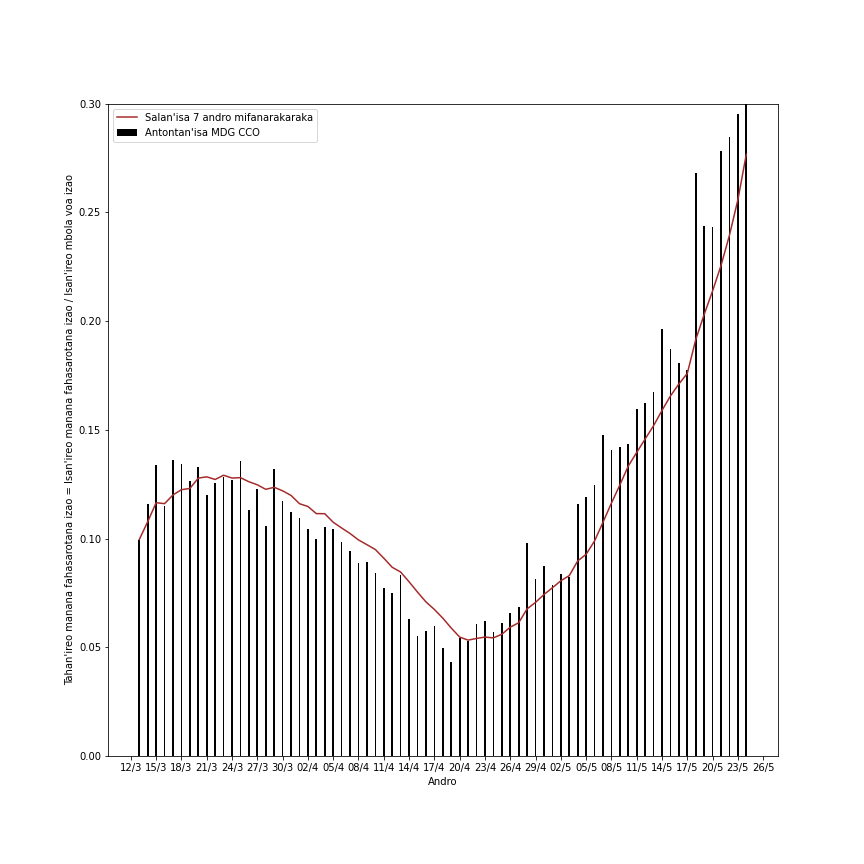 0.30
0.25
0.20
0.15
0.10
0.05
0.00
Tahan'ireo manana fahasarotana izao = Isan'ireo manana fahasarotana izao / Isan'ireo mbola voa izao
Salan'isa 7 andro mifanarakaraka
Antontan'isa MDG CCO
12/3 15/3 18/3 21/3 24/3 27/3 30/3 02/4 05/4 08/4 11/4 14/4 17/4 20/4 23/4 26/4 29/4 02/5 05/5 08/5 11/5 14/5 17/5 20/5 23/5 26/5
Andro